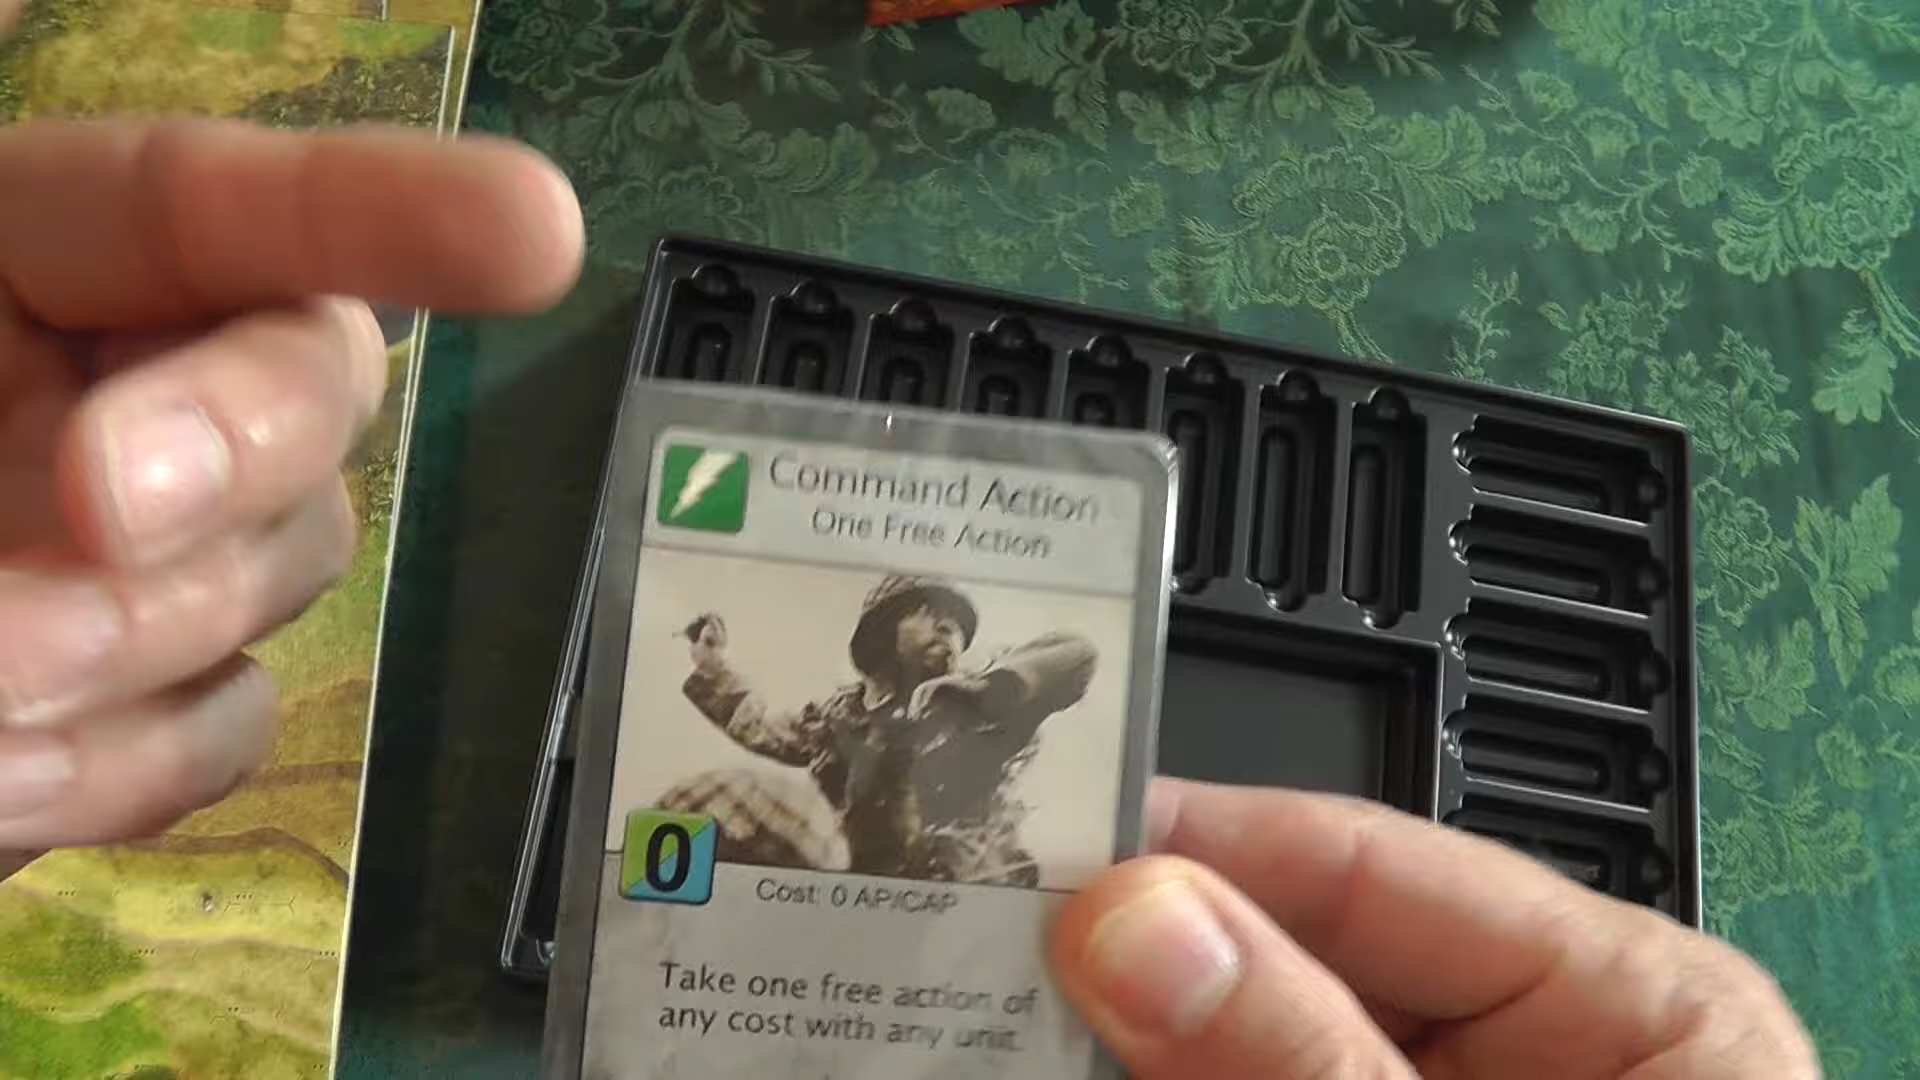 Command Action
One Free Action
0
Cost: 0 AP/CAP
Take one free action of
any cost with any unit.